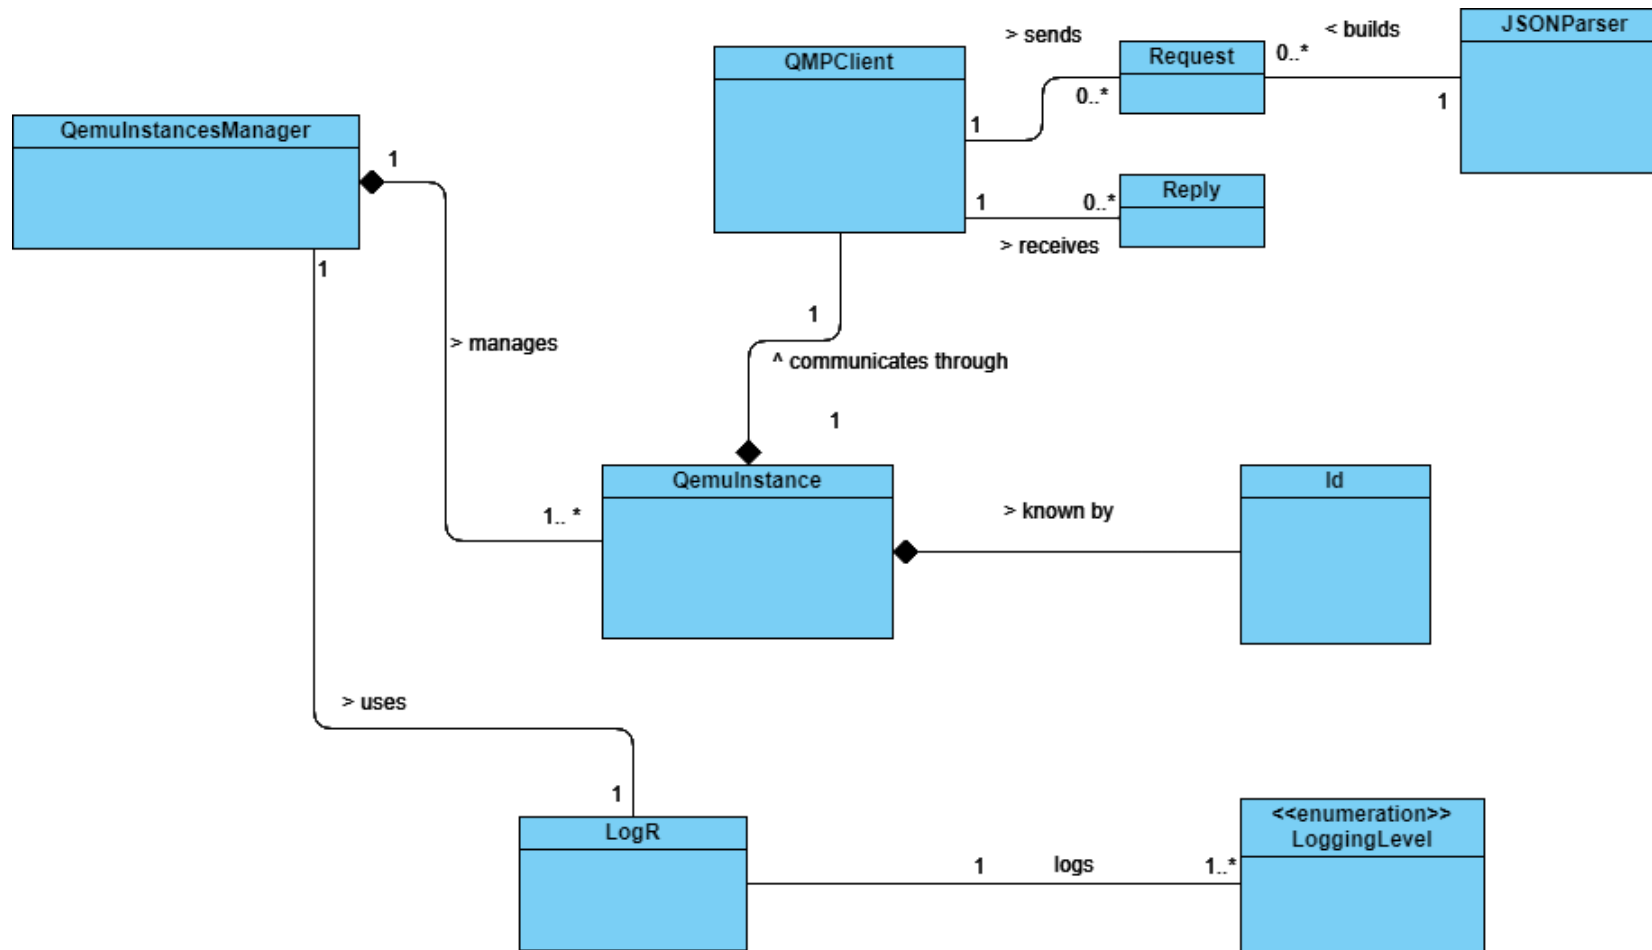 JSONParser
> sends
< builds
QMPClient
Request
0..*
0..*
1
1
QemuInstancesManager
1
Reply
1
0..*
> receives
1
1
> manages
^ communicates through
1
QemuInstance
Id
1.. *
> known by
> uses
1
LogR
<<enumeration>>
LoggingLevel
1
logs
1..*